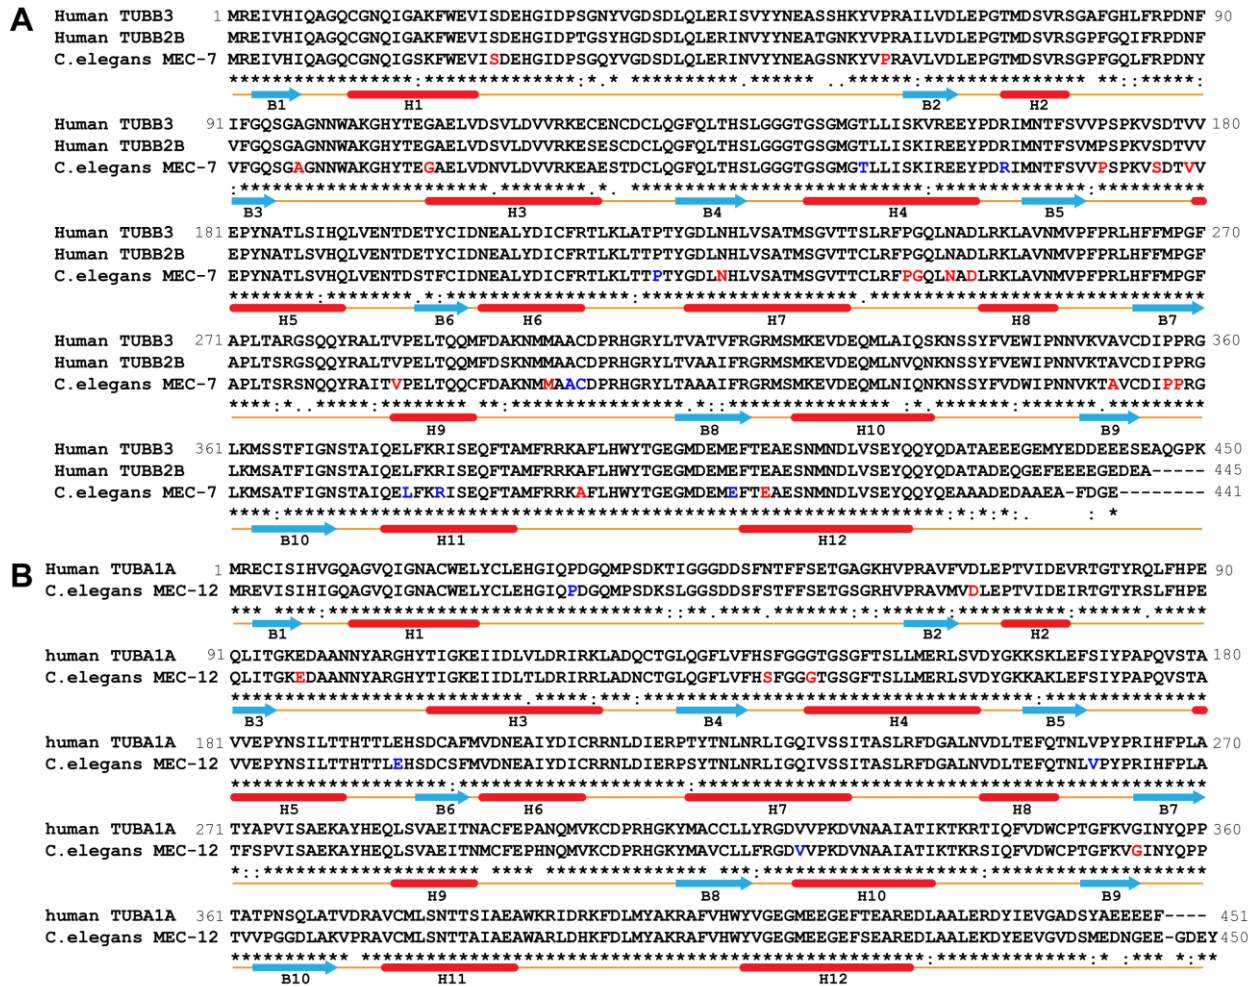 A
Human TUBB3 1 MREIVHIQAGQCGNQIGAKFWEVISDEHGIDPSGNYVGDSDLQLERISVYYNEASSHKYVPRAILVDLEPGTMDSVRSGAFGHLFRPDNF 90
Human TUBB2B MREIVHIQAGQCGNQIGAKFWEVISDEHGIDPTGSYHGDSDLQLERINVYYNEATGNKYVPRAILVDLEPGTMDSVRSGPFGQIFRPDNF
C.elegans MEC-7 MREIVHIQAGQCGNQIGSKFWEVISDEHGIDPSGQYVGDSDLQLERINVYYNEAGSNKYVPRAVLVDLEPGTMDSVRSGPFGQLFRPDNY
B1 H1 B2 H2
Human TUBB3 91 IFGQSGAGNNWAKGHYTEGAELVDSVLDVVRKECENCDCLQGFQLTHSLGGGTGSGMGTLLISKVREEYPDRIMNTFSVVPSPKVSDTVV 180
Human TUBB2B VFGQSGAGNNWAKGHYTEGAELVDSVLDVVRKESESCDCLQGFQLTHSLGGGTGSGMGTLLISKIREEYPDRIMNTFSVMPSPKVSDTVV
C.elegans MEC-7 VFGQSGAGNNWAKGHYTEGAELVDNVLDVVRKEAESTDCLQGFQLTHSLGGGTGSGMGTLLISKIREEYPDRIMNTFSVVPSPKVSDTVV
B3 H3 B4 H4 B5
Human TUBB3 181 EPYNATLSIHQLVENTDETYCIDNEALYDICFRTLKLATPTYGDLNHLVSATMSGVTTSLRFPGQLNADLRKLAVNMVPFPRLHFFMPGF 270
Human TUBB2B EPYNATLSVHQLVENTDETYCIDNEALYDICFRTLKLTTPTYGDLNHLVSATMSGVTTCLRFPGQLNADLRKLAVNMVPFPRLHFFMPGF
C.elegans MEC-7 EPYNATLSVHQLVENTDSTFCIDNEALYDICFRTLKLTTPTYGDLNHLVSATMSGVTTCLRFPGQLNADLRKLAVNMVPFPRLHFFMPGF
H5 B6 H6 H7 H8 B7
Human TUBB3 271 APLTARGSQQYRALTVPELTQQMFDAKNMMAACDPRHGRYLTVATVFRGRMSMKEVDEQMLAIQSKNSSYFVEWIPNNVKVAVCDIPPRG 360
Human TUBB2B APLTSRGSQQYRALTVPELTQQMFDSKNMMAACDPRHGRYLTVAAIFRGRMSMKEVDEQMLNVQNKNSSYFVEWIPNNVKTAVCDIPPRG
C.elegans MEC-7 APLTSRSNQQYRAITVPELTQQCFDAKNMMAACDPRHGRYLTAAAIFRGRMSMKEVDEQMLNIQNKNSSYFVDWIPNNVKTAVCDIPPRG
H9 B8 H10 B9
Human TUBB3 361 LKMSSTFIGNSTAIQELFKRISEQFTAMFRRKAFLHWYTGEGMDEMEFTEAESNMNDLVSEYQQYQDATAEEEGEMYEDDEEESEAQGPK 450
Human TUBB2B LKMSATFIGNSTAIQELFKRISEQFTAMFRRKAFLHWYTGEGMDEMEFTEAESNMNDLVSEYQQYQDATADEQGEFEEEEGEDEA----- 445
C.elegans MEC-7 LKMSATFIGNSTAIQELFKRISEQFTAMFRRKAFLHWYTGEGMDEMEFTEAESNMNDLVSEYQQYQEAAADEDAAEA-FDGE-------- 441
B10 H11 H12
B
Human TUBA1A 1 MRECISIHVGQAGVQIGNACWELYCLEHGIQPDGQMPSDKTIGGGDDSFNTFFSETGAGKHVPRAVFVDLEPTVIDEVRTGTYRQLFHPE 90
C.elegans MEC-12 MREVISIHIGQAGVQIGNACWELYCLEHGIQPDGQMPSDKSLGGSDDSFSTFFSETGSGRHVPRAVMVDLEPTVIDEIRTGTYRSLFHPE
B1 H1 B2 H2
human TUBA1A 91 QLITGKEDAANNYARGHYTIGKEIIDLVLDRIRKLADQCTGLQGFLVFHSFGGGTGSGFTSLLMERLSVDYGKKSKLEFSIYPAPQVSTA 180
C.elegans MEC-12 QLITGKEDAANNYARGHYTIGKEIIDLTLDRIRRLADNCTGLQGFLVFHSFGGGTGSGFTSLLMERLSVDYGKKAKLEFSIYPAPQVSTA
B3 H3 B4 H4 B5
human TUBA1A 181 VVEPYNSILTTHTTLEHSDCAFMVDNEAIYDICRRNLDIERPTYTNLNRLIGQIVSSITASLRFDGALNVDLTEFQTNLVPYPRIHFPLA 270
C.elegans MEC-12 VVEPYNSILTTHTTLEHSDCSFMVDNEAIYDICRRNLDIERPSYTNLNRLIGQIVSSITASLRFDGALNVDLTEFQTNLVPYPRIHFPLA
H5 B6 H6 H7 H8 B7
human TUBA1A 271 TYAPVISAEKAYHEQLSVAEITNACFEPANQMVKCDPRHGKYMACCLLYRGDVVPKDVNAAIATIKTKRTIQFVDWCPTGFKVGINYQPP 360
C.elegans MEC-12 TFSPVISAEKAYHEQLSVAEITNMCFEPHNQMVKCDPRHGKYMAVCLLFRGDVVPKDVNAAIATIKTKRSIQFVDWCPTGFKVGINYQPP
H9 B8 H10 B9
human TUBA1A 361 TATPNSQLATVDRAVCMLSNTTSIAEAWKRIDRKFDLMYAKRAFVHWYVGEGMEEGEFTEAREDLAALERDYIEVGADSYAEEEEF---- 451
C.elegans MEC-12 TVVPGGDLAKVPRAVCMLSNTTAIAEAWARLDHKFDLMYAKRAFVHWYVGEGMEEGEFSEAREDLAALEKDYEEVGVDSMEDNGEE-GDEY 450
B10 H11 H12